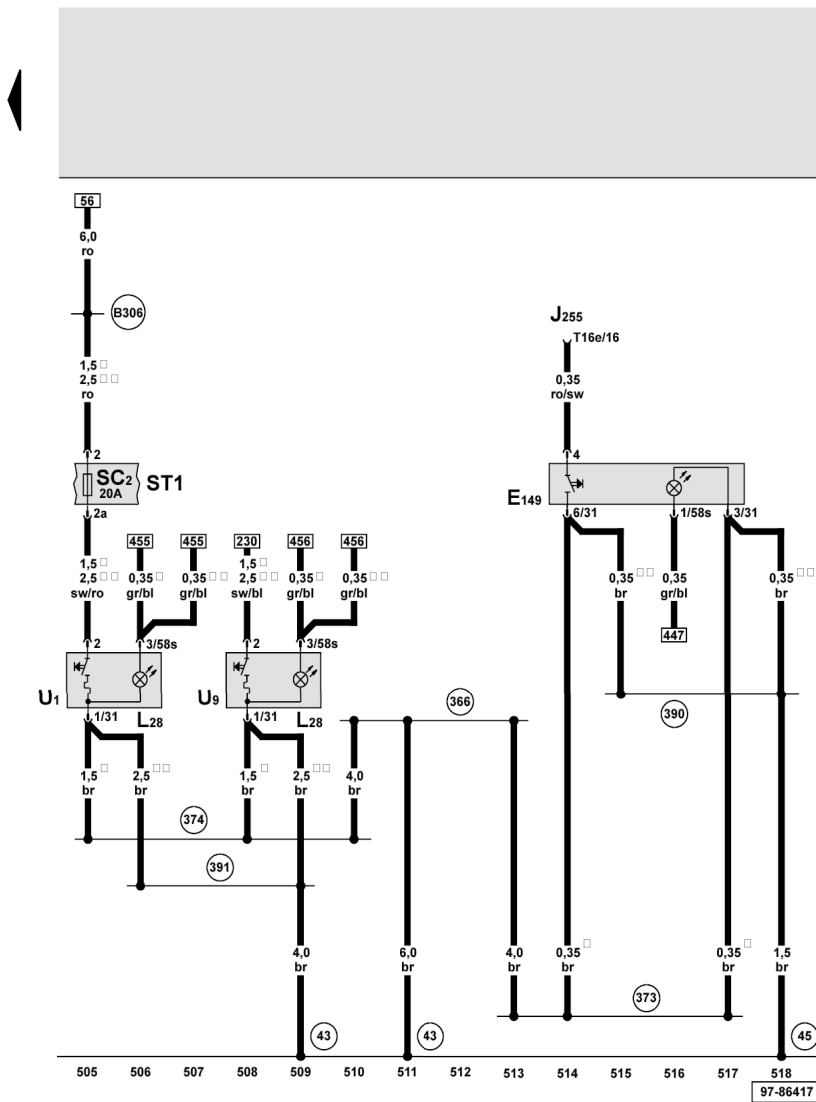 56
6,0
ro
B306
J255
T16e/16
1,5 □
2,5 □ □
ro
0,35
ro/sw
2
4
SC2
20A
ST1
E149
2a
6/31
1/58s
3/31
455
455
230
456
456
1,5 □
2,5 □ □
sw/ro
0,35 □
gr/bl
0,35 □ □
gr/bl
1,5 □
2,5 □ □
sw/bl
0,35 □
gr/bl
0,35 □ □
gr/bl
0,35 □ □
br
0,35
gr/bl
0,35 □ □
br
447
2
3/58s
2
3/58s
U1
U9
1/31
L28
1/31
L28
366
390
1,5 □
br
2,5 □ □
br
1,5 □
br
2,5 □ □
br
4,0
br
374
391
4,0
br
6,0
br
4,0
br
0,35 □
br
0,35 □
br
1,5
br
373
43
43
45
505 506 507 508 509 510 511 512 513 514 515 516 517 518
97-86417